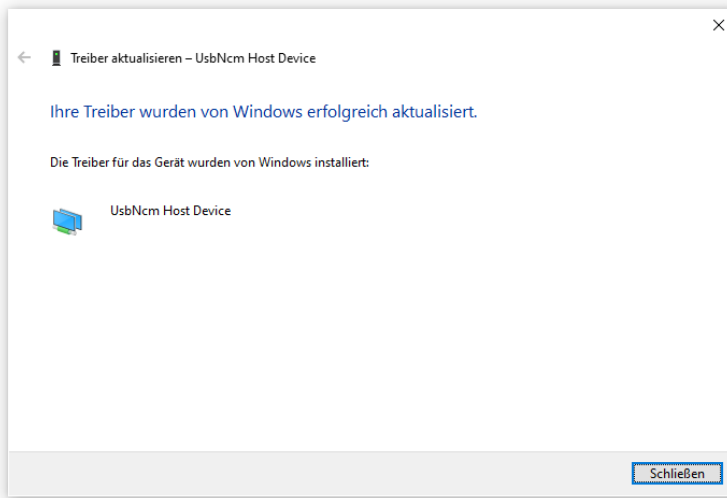 Treiber aktualisieren – UsbNcm Host Device
Ihre Treiber wurden von Windows erfolgreich aktualisiert.
Die Treiber für das Gerät wurden von Windows installiert:
UsbNcm Host Device
Schließen